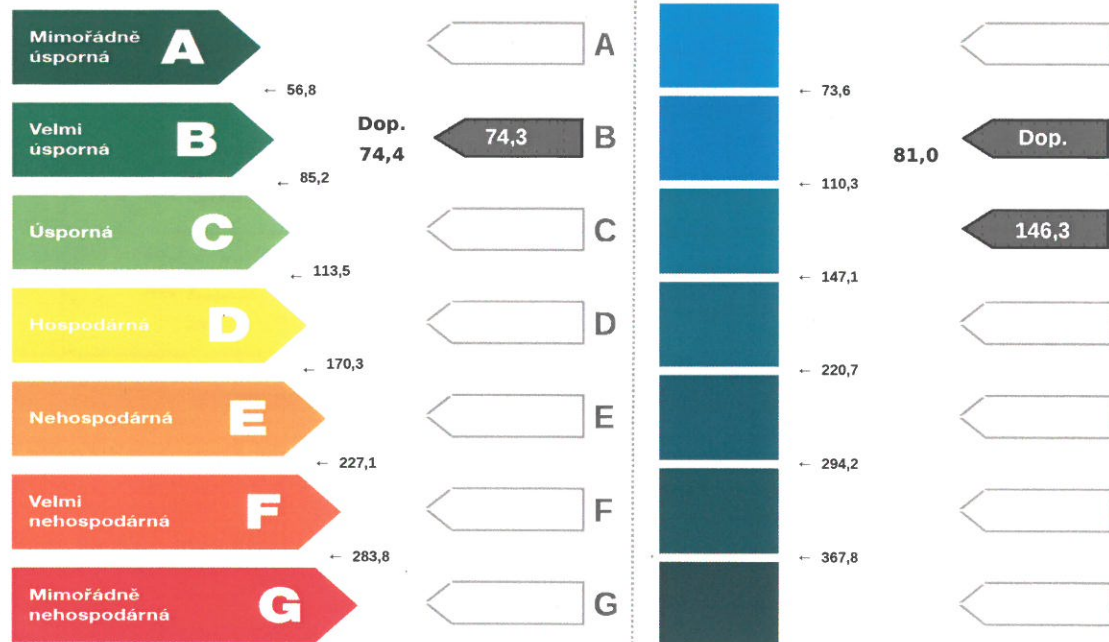 Mimořádně
úsporná
A
A
← 56,8
← 73,6
Velmi
úsporná
B
Dop.
74,4
74,3
B
81,0
Dop.
← 85,2
← 110,3
Úsporná
C
C
146,3
← 113,5
← 147,1
Hospodárná
D
D
← 170,3
← 220,7
Nehospodárná
E
E
← 227,1
← 294,2
Velmi
nehospodárná
F
F
← 283,8
← 367,8
Mimořádně
nehospodárná
G
G